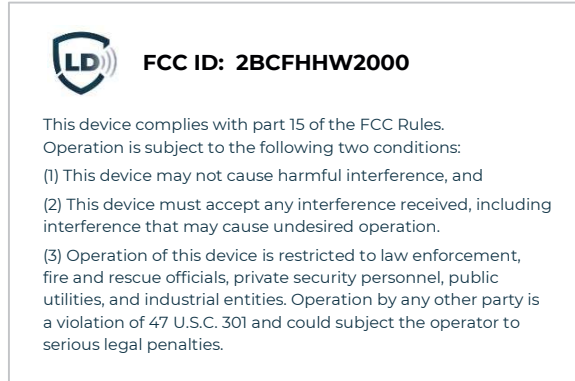 LD
FCC ID: 2BCFHHW2000
This device complies with part 15 of the FCC Rules.
Operation is subject to the following two conditions:
(1) This device may not cause harmful interference, and
(2) This device must accept any interference received, including
interference that may cause undesired operation.
(3) Operation of this device is restricted to law enforcement,
fire and rescue officials, private security personnel, public
utilities, and industrial entities. Operation by any other party is
a violation of 47 U.S.C. 301 and could subject the operator to
serious legal penalties.